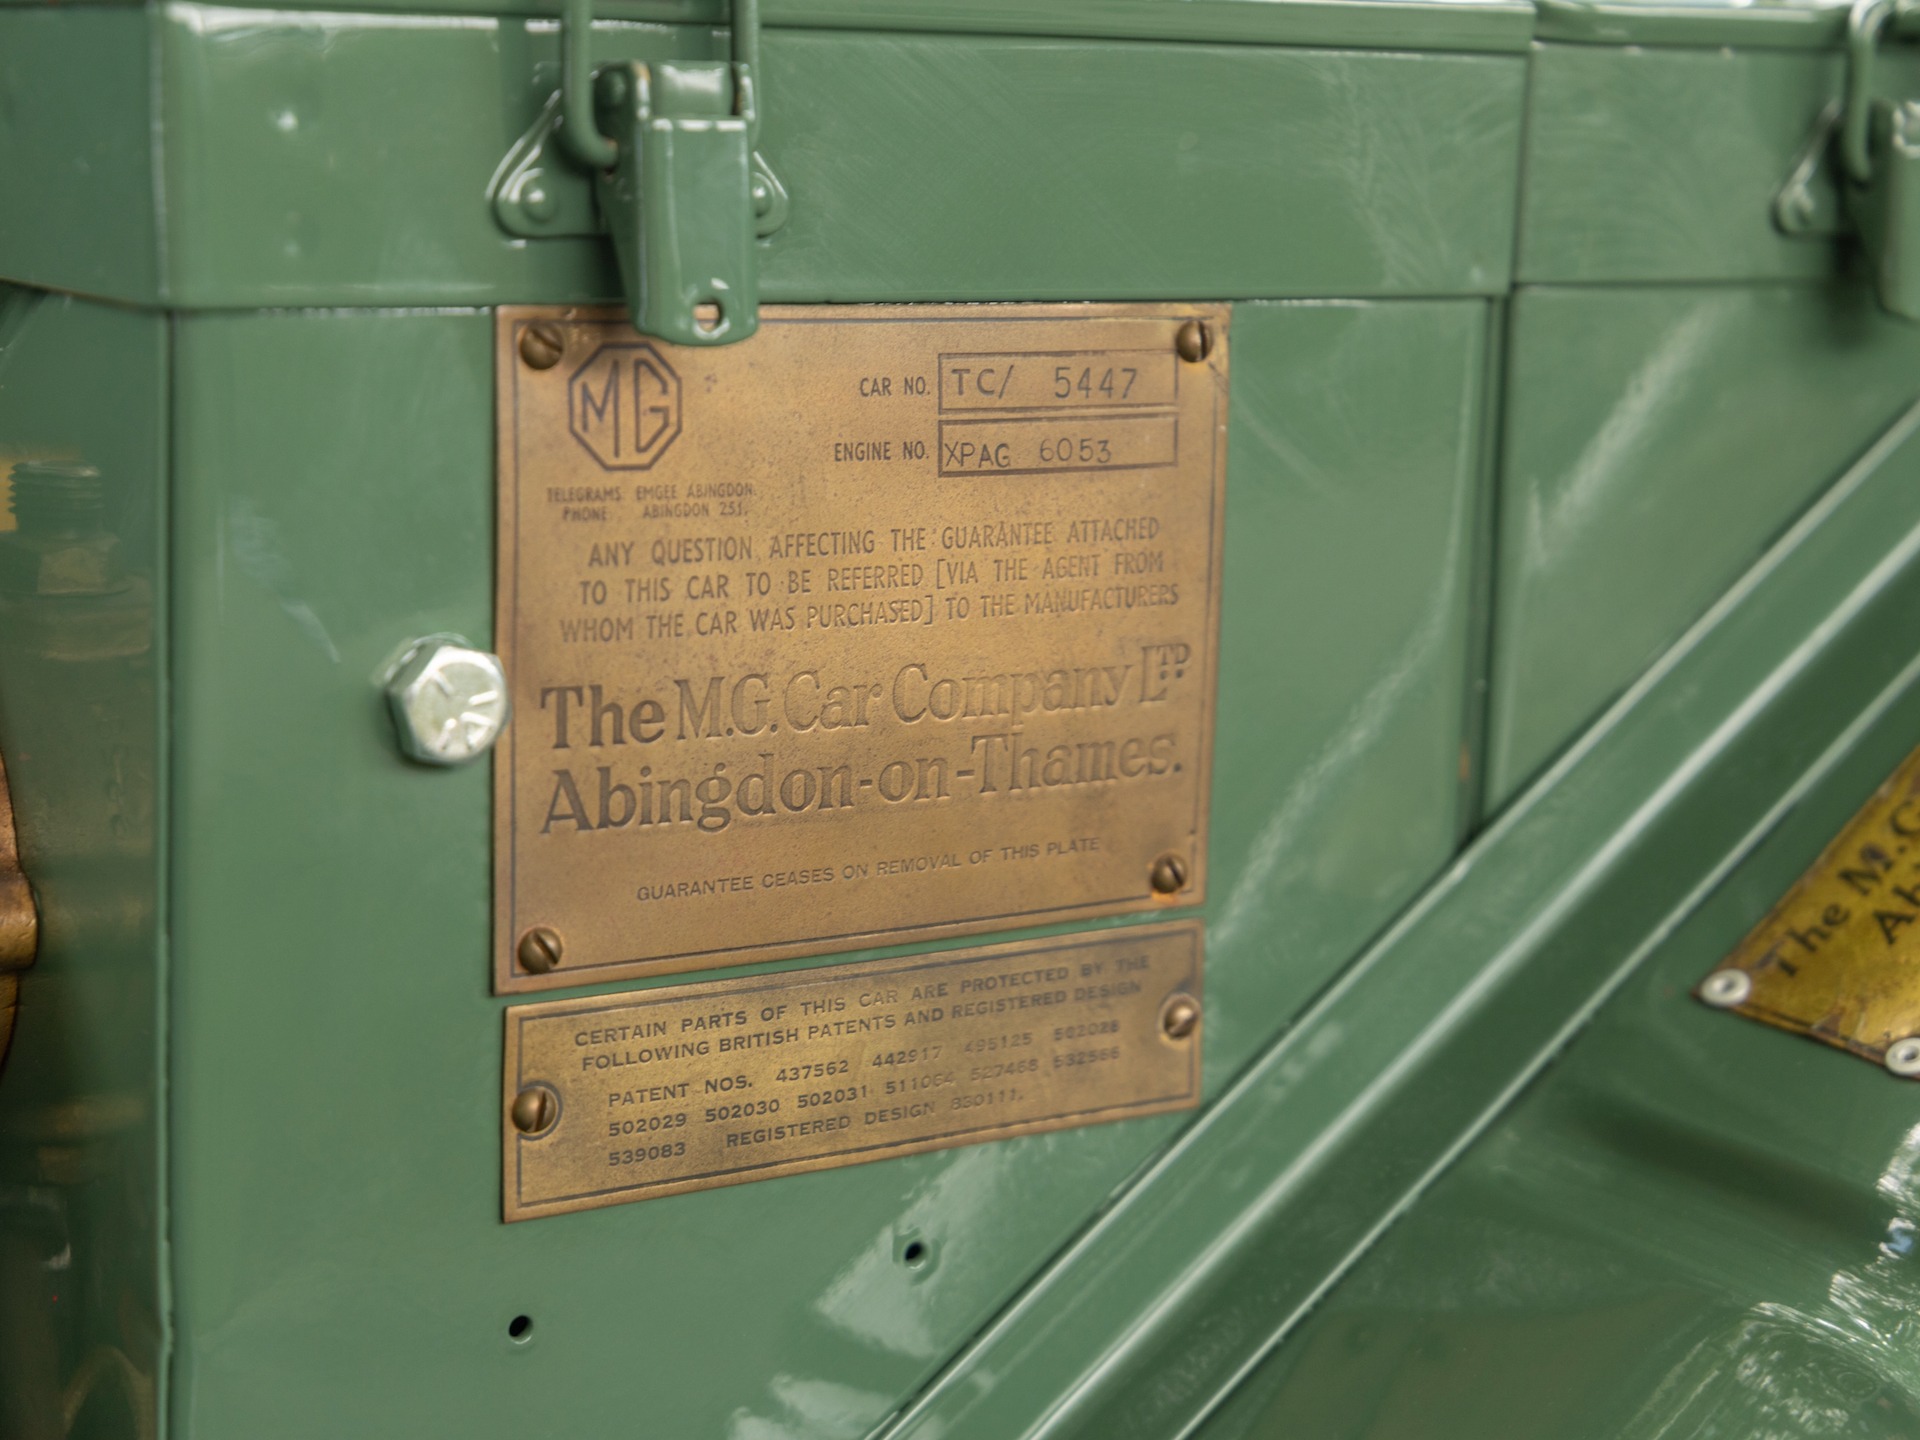 MG
CAR NO. TC/ 5447
ENGINE NO. XPAG 6053
TELEGRAMS: EMGEE ABINGDON.
PHONE: ABINGDON 251.
ANY QUESTION AFFECTING THE GUARANTEE ATTACHED
TO THIS CAR TO BE REFERRED [VIA THE AGENT FROM
WHOM THE CAR WAS PURCHASED] TO THE MANUFACTURERS
The M.G. Car Company LTD
Abingdon-on-Thames.
GUARANTEE CEASES ON REMOVAL OF THIS PLATE
CERTAIN PARTS OF THIS CAR ARE PROTECTED BY THE
FOLLOWING BRITISH PATENTS AND REGISTERED DESIGN
PATENT NOS. 437562 442917 495125 502028
502029 502030 502031 511064 527468 532566
539083 REGISTERED DESIGN 830111.
The M.G